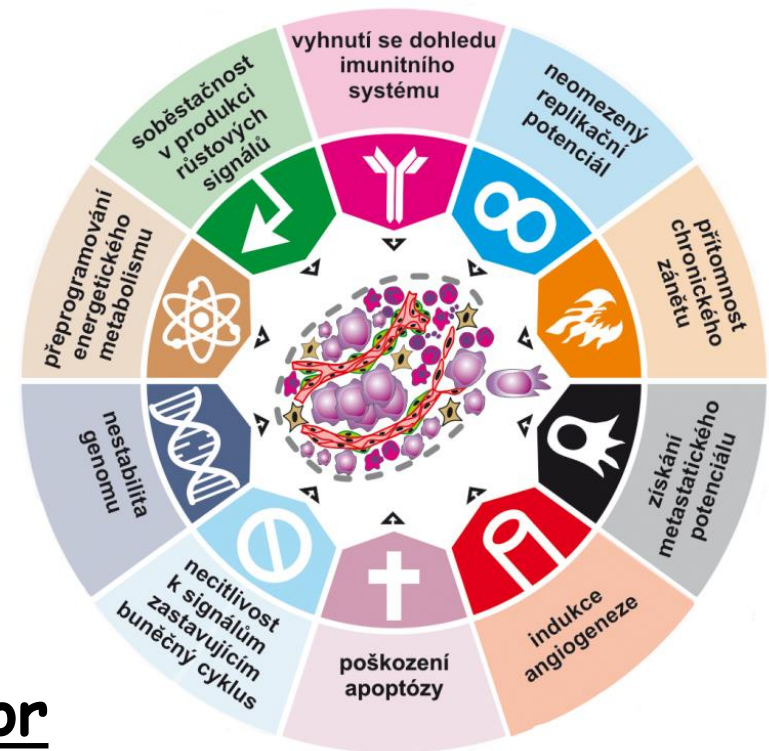 vyhnutí se dohledu
imunitního
systému
neomezený
replikační
potenciál
přítomnost
chronického
zánětu
získání
metastatického
potenciálu
indukce
angiogeneze
poškození
apoptózy
necitlivost
k signálům
zastavujícím
buněčný cyklus
nestabilita
genomu
přeprogramování
energetického
metabolismu
soběstačnost
v produkci
růstových
signálů
or